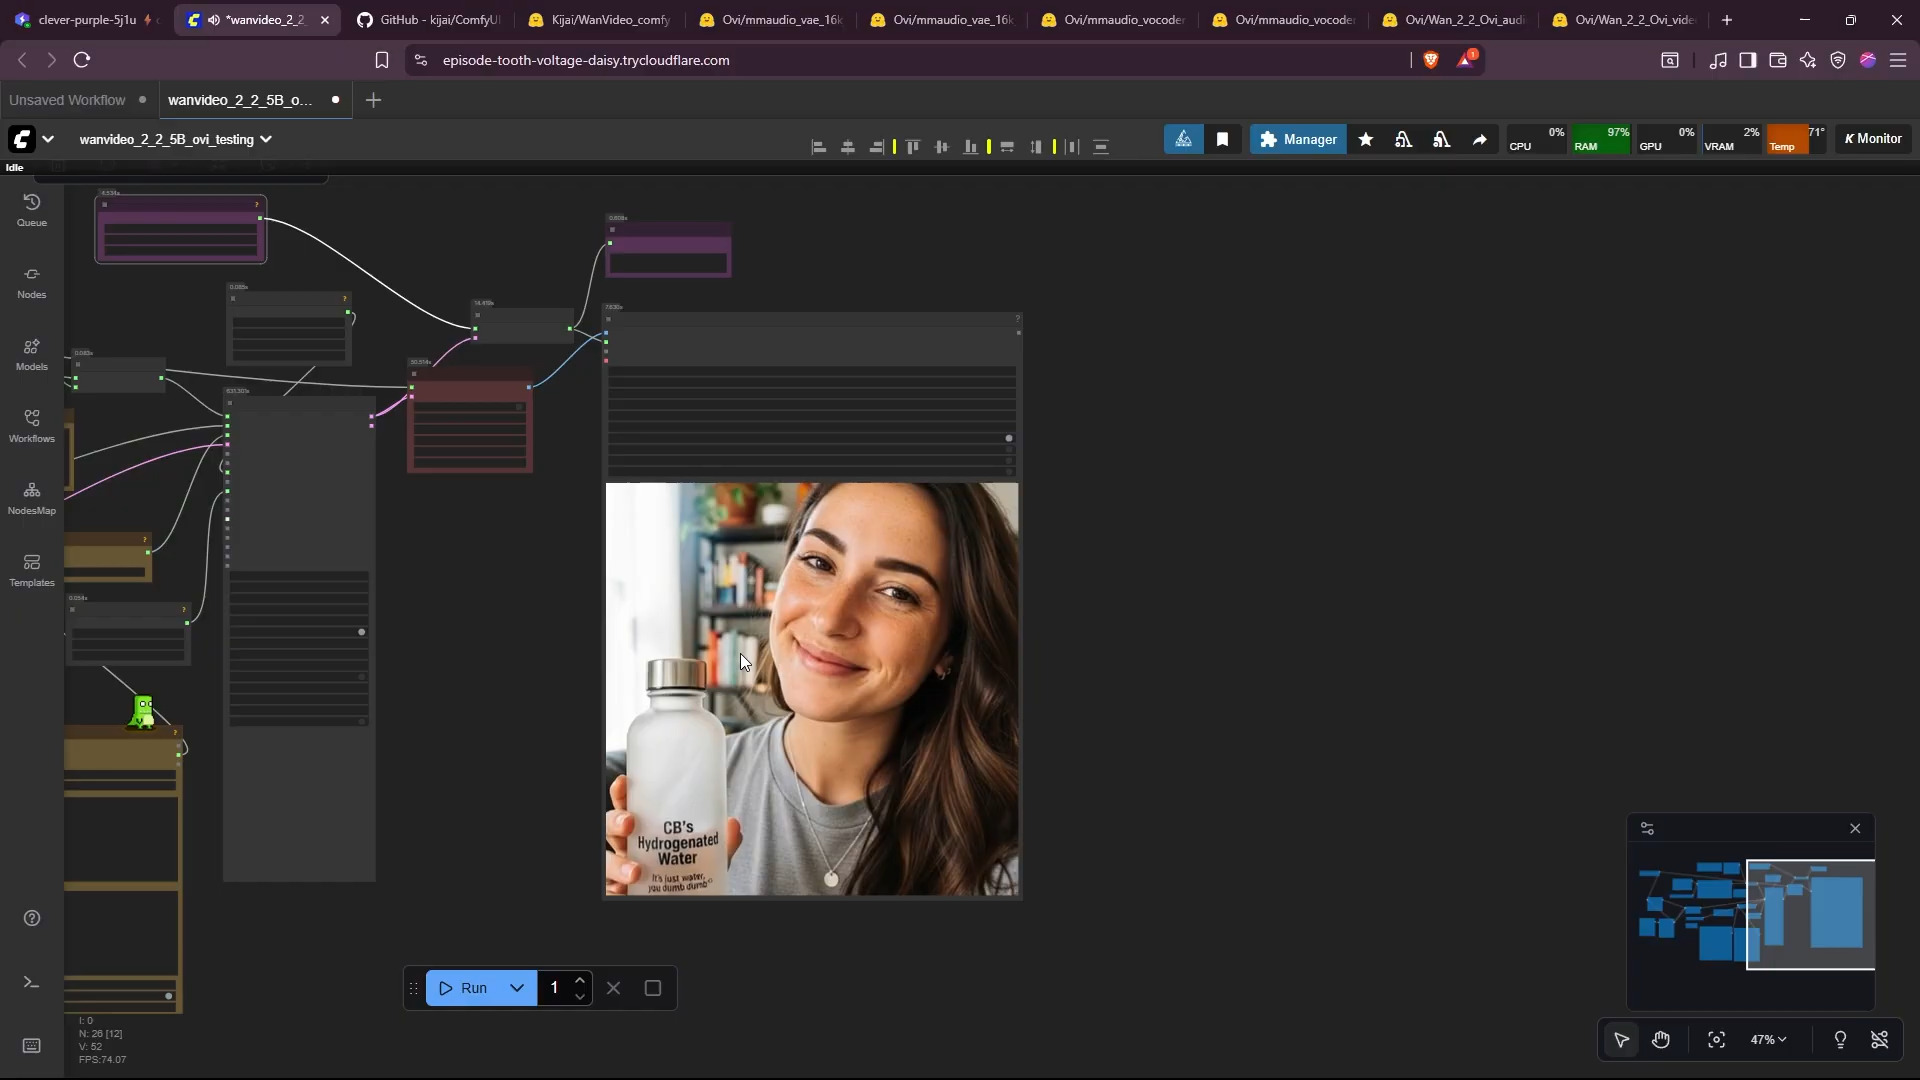 clever-purple-5j1u
*wanvideo_2_2_
GitHub - kijai/ComfyUI
Kijai/WanVideo_comfy
Ovi/mmaudio_vae_16k
Ovi/mmaudio_vae_16k
Ovi/mmaudio_vocoder
Ovi/mmaudio_vocoder
Ovi/Wan_2_2_Ovi_audi
Ovi/Wan_2_2_Ovi_vide
episode-tooth-voltage-daisy.trycloudflare.com
1
Unsaved Workflow
wanvideo_2_2_5B_o...
wanvideo_2_2_5B_ovi_testing
Manager
CPU 0%
RAM 97%
GPU 0%
VRAM 2%
Temp 71°
K Monitor
Idle
Queue
Nodes
Models
Workflows
NodesMap
Templates
CB's
Hydrogenated
Water
It's just water,
you dumb dumb
Run
1
I: 0
N: 26 [12]
V: 52
FPS:74.07
47%